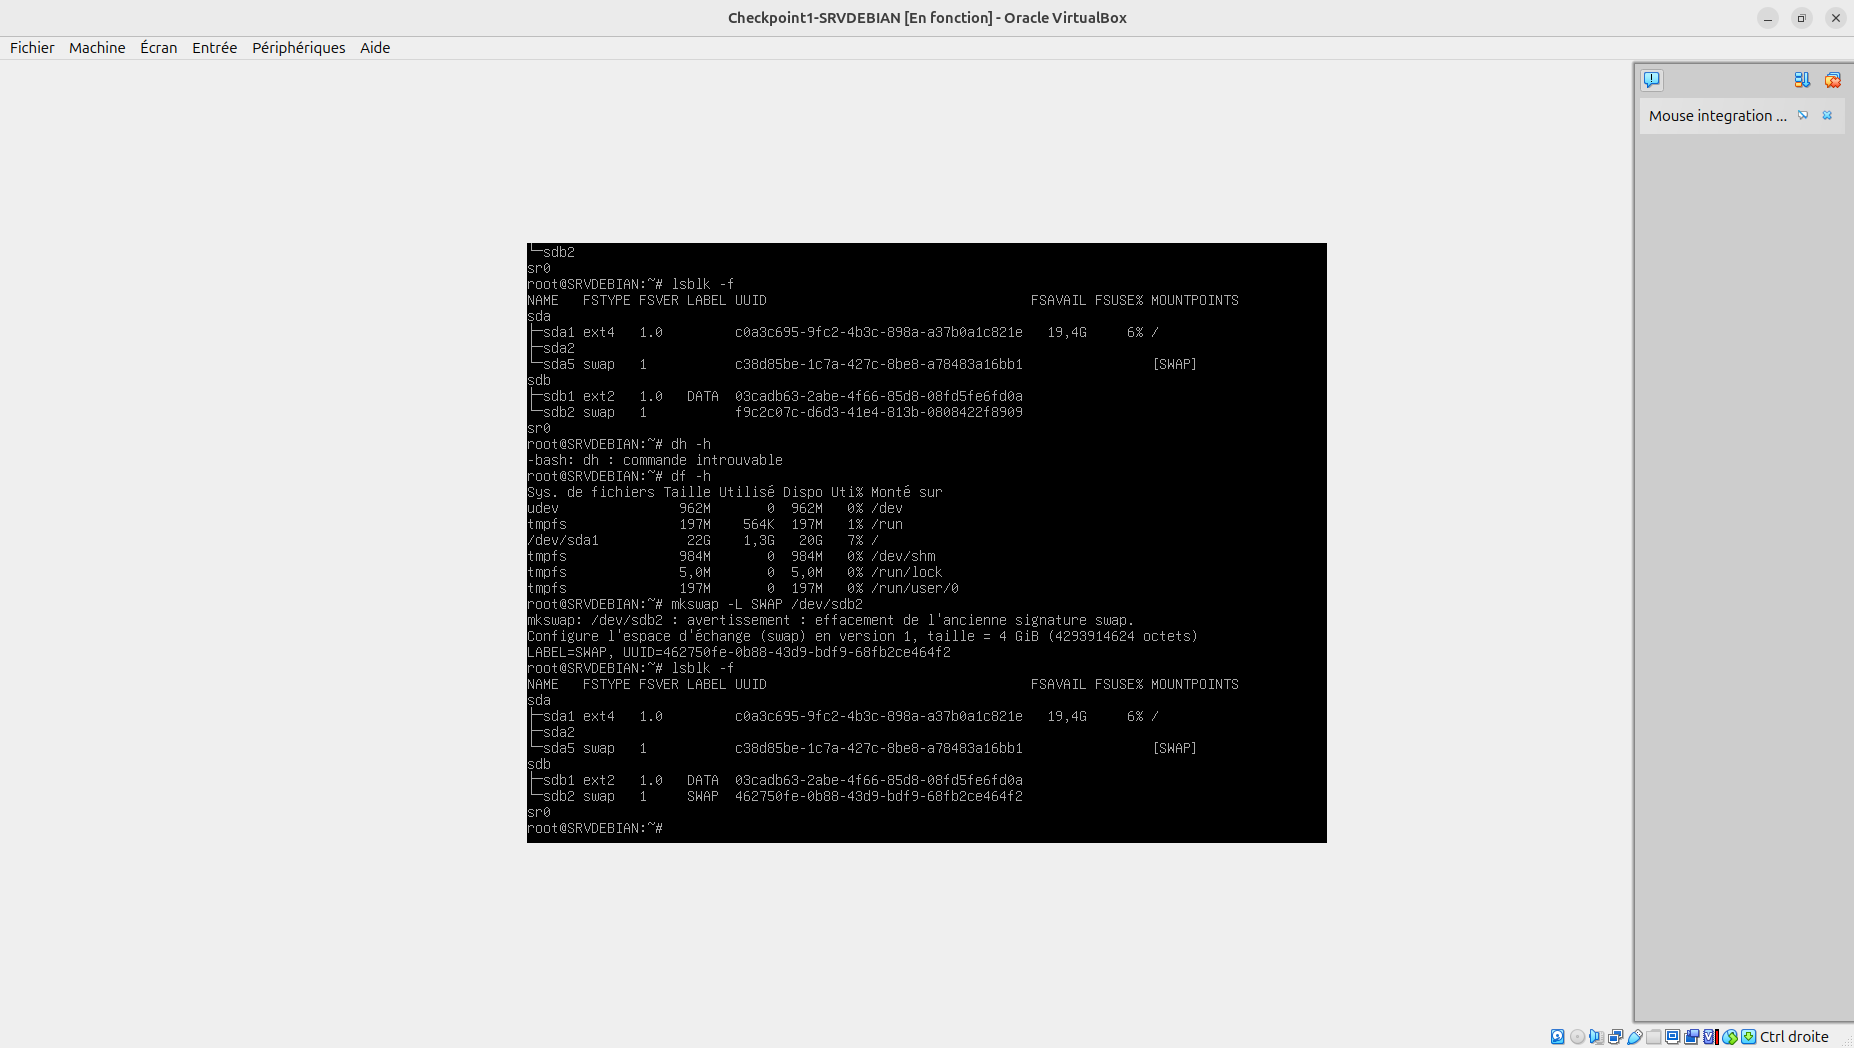 Checkpoint1-SRVDEBIAN [En fonction] - Oracle VirtualBox
Fichier Machine Écran Entrée Périphériques Aide
Mouse integration ...
└─sdb2
sr0
root@SRVDEBIAN:~# lsblk -f
NAME   FSTYPE FSVER LABEL UUID                                 FSAVAIL FSUSE% MOUNTPOINTS
sda
├─sda1 ext4   1.0         c0a3c695-9fc2-4b3c-898a-a37b0a1c821e   19,4G     6% /
├─sda2
└─sda5 swap   1           c38d85be-1c7a-427c-8be8-a78483a16bb1                [SWAP]
sdb
├─sdb1 ext2   1.0   DATA  03cadb63-2abe-4f66-85d8-08fd5fe6fd0a
└─sdb2 swap   1           f9c2c07c-d6d3-41e4-813b-0808422f8909
sr0
root@SRVDEBIAN:~# dh -h
-bash: dh : commande introuvable
root@SRVDEBIAN:~# df -h
Sys. de fichiers Taille Utilisé Dispo Uti% Monté sur
udev               962M       0  962M   0% /dev
tmpfs              197M    564K  197M   1% /run
/dev/sda1           22G    1,3G   20G   7% /
tmpfs              984M       0  984M   0% /dev/shm
tmpfs              5,0M       0  5,0M   0% /run/lock
tmpfs              197M       0  197M   0% /run/user/0
root@SRVDEBIAN:~# mkswap -L SWAP /dev/sdb2
mkswap: /dev/sdb2 : avertissement : effacement de l'ancienne signature swap.
Configure l'espace d'échange (swap) en version 1, taille = 4 GiB (4293914624 octets)
LABEL=SWAP, UUID=462750fe-0b88-43d9-bdf9-68fb2ce464f2
root@SRVDEBIAN:~# lsblk -f
NAME   FSTYPE FSVER LABEL UUID                                 FSAVAIL FSUSE% MOUNTPOINTS
sda
├─sda1 ext4   1.0         c0a3c695-9fc2-4b3c-898a-a37b0a1c821e   19,4G     6% /
├─sda2
└─sda5 swap   1           c38d85be-1c7a-427c-8be8-a78483a16bb1                [SWAP]
sdb
├─sdb1 ext2   1.0   DATA  03cadb63-2abe-4f66-85d8-08fd5fe6fd0a
└─sdb2 swap   1     SWAP  462750fe-0b88-43d9-bdf9-68fb2ce464f2
sr0
root@SRVDEBIAN:~#
Ctrl droite